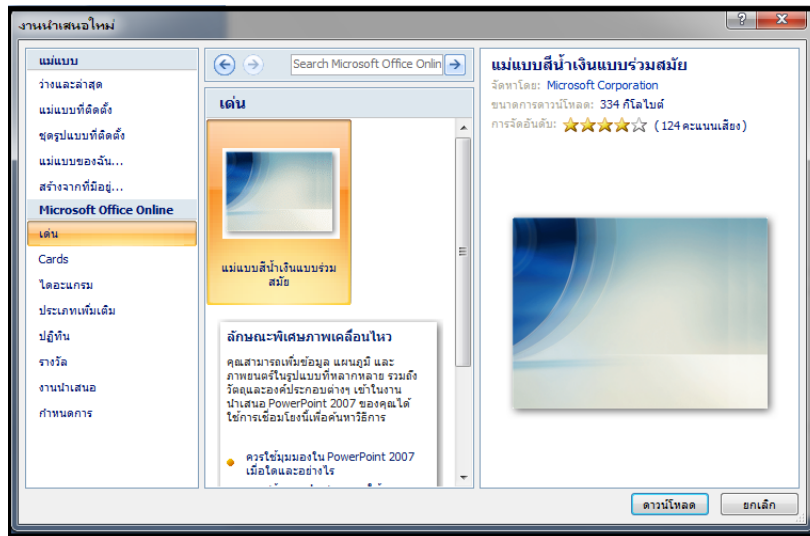 งานนำเสนอใหม่
แม่แบบ
ว่างและล่าสุด
แม่แบบที่ติดตั้ง
ชุดรูปแบบที่ติดตั้ง
แม่แบบของฉัน...
สร้างจากที่มีอยู่...
Microsoft Office Online
เด่น
Cards
ไดอะแกรม
ประเภทเพิ่มเติม
ปฏิทิน
รางวัล
งานนำเสนอ
กำหนดการ
Search Microsoft Office Onlin
เด่น
แม่แบบสีน้ำเงินแบบร่วม
สมัย
ลักษณะพิเศษภาพเคลื่อนไหว
คุณสามารถเพิ่มข้อมูล แผนภูมิ และ
ภาพยนตร์ในรูปแบบที่หลากหลาย รวมถึง
วัตถุและองค์ประกอบต่างๆ เข้าในงาน
นำเสนอ PowerPoint 2007 ของคุณได้
ใช้การเชื่อมโยงนี้เพื่อค้นหาวิธีการ
ควรใช้มุมมองใน PowerPoint 2007
เมื่อใดและอย่างไร
แม่แบบสีน้ำเงินแบบร่วมสมัย
จัดหาโดย: Microsoft Corporation
ขนาดการดาวน์โหลด: 334 กิโลไบต์
การจัดอันดับ: (124 คะแนนเสียง)
ดาวน์โหลด
ยกเลิก